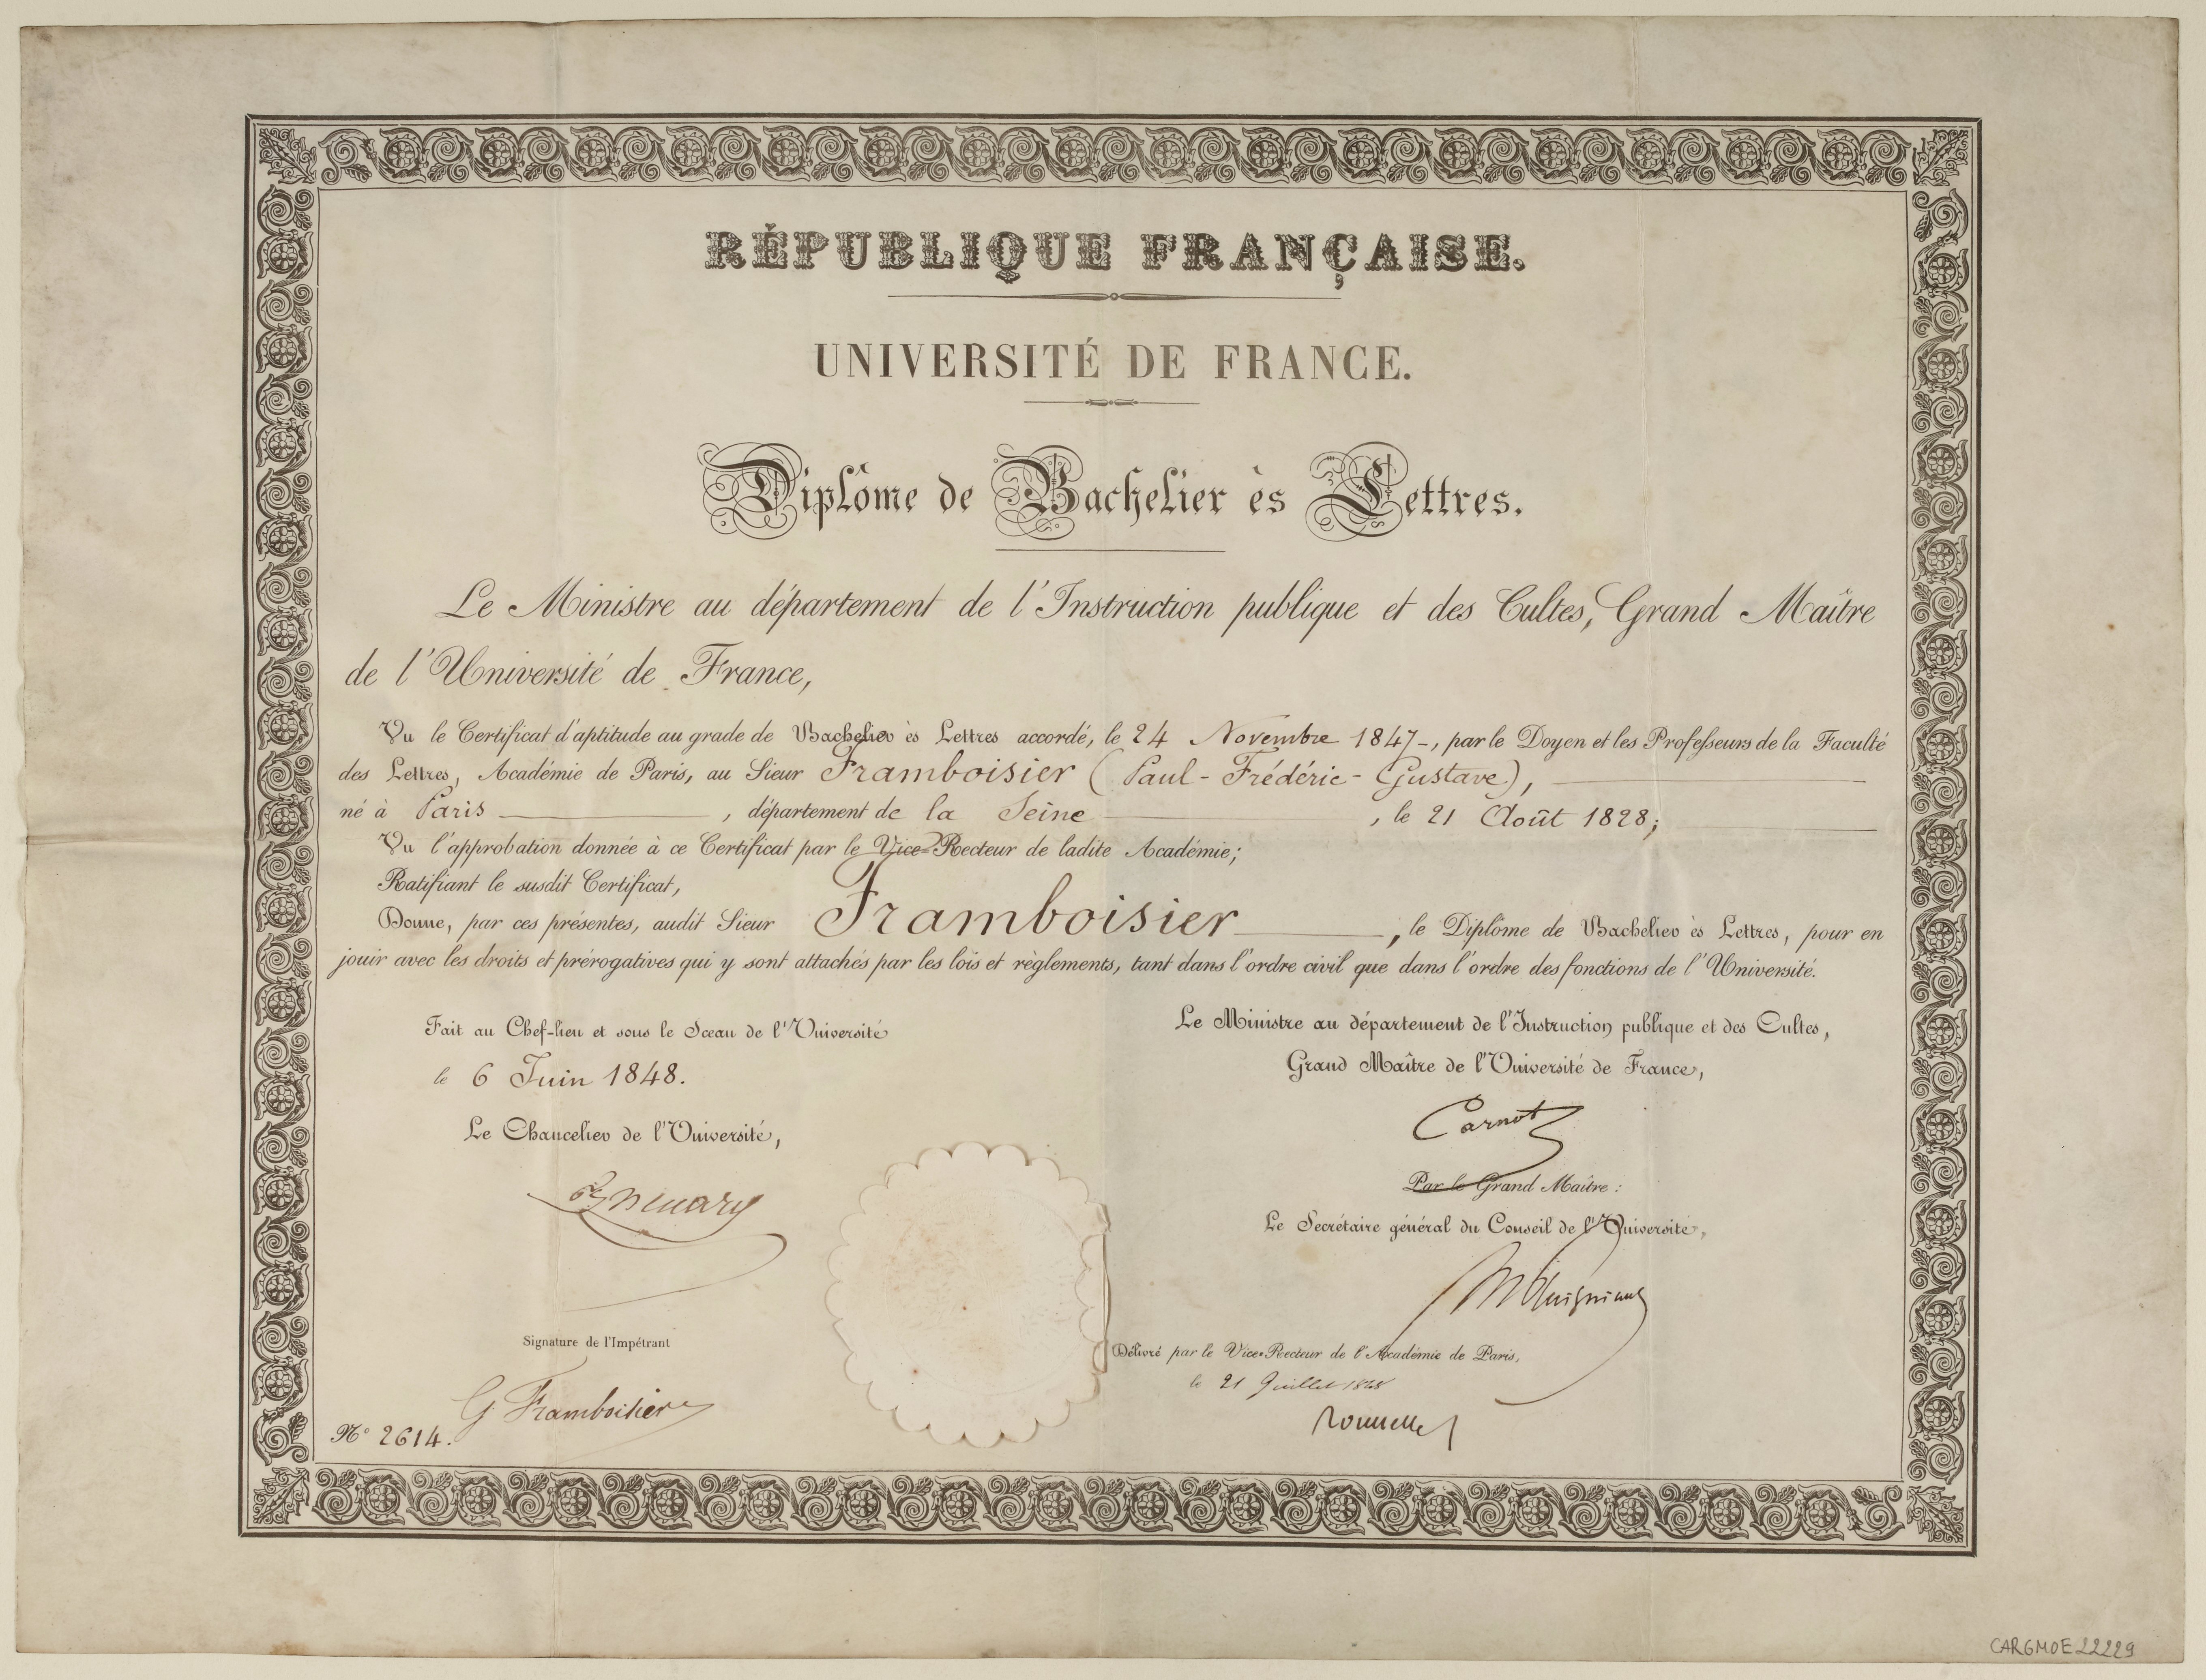 RÉPUBLIQUE FRANÇAISE.
UNIVERSITÉ DE FRANCE.
Diplôme de Bachelier ès Lettres.
Le Ministre au département de l'Instruction publique et des Cultes, Grand Maître
de l'Université de France,
Vu le Certificat d'aptitude au grade de Bachelier ès Lettres accordé, le 24 Novembre 1847-, par le Doyen et les Professeurs de la Faculté
des Lettres, Académie de Paris, au Sieur Framboisier (Paul-Frédéric-Gustave),
né à Paris, département de la Seine, le 21 Août 1828;
Vu l'approbation donnée à ce Certificat par le Vice-Recteur de ladite Académie;
Ratifiant le susdit Certificat,
Donne, par ces présentes, audit Sieur Framboisier, le Diplôme de Bachelier ès Lettres, pour en
jouir avec les droits et prérogatives qui y sont attachés par les lois et règlements, tant dans l'ordre civil que dans l'ordre des fonctions de l'Université.
Fait au Chef-lieu et sous le Sceau de l'Université
le 6 Juin 1848.
Le Chancelier de l'Université,
Signature de l'Impétrant
G Framboisier
N° 2614.
Le Ministre au département de l'Instruction publique et des Cultes,
Grand Maître de l'Université de France,
Carnot
Par le Grand Maître :
Le Secrétaire général du Conseil de l'Université,
Délivré par le Vice-Recteur de l'Académie de Paris,
le 21 Juillet 1848
CARGMOE22229